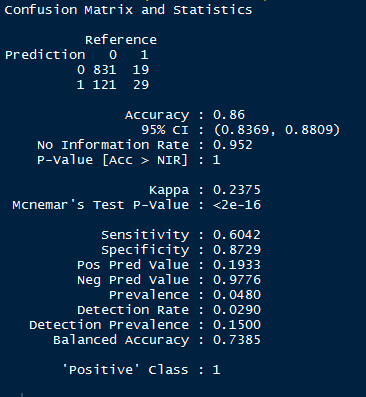 Confusion Matrix and Statistics
Reference
Prediction 0 1
0 831 19
1 121 29
Accuracy : 0.86
95% CI : (0.8369, 0.8809)
No Information Rate : 0.952
P-Value [Acc > NIR] : 1
Kappa : 0.2375
Mcnemar's Test P-Value : <2e-16
Sensitivity : 0.6042
Specificity : 0.8729
Pos Pred Value : 0.1933
Neg Pred Value : 0.9776
Prevalence : 0.0480
Detection Rate : 0.0290
Detection Prevalence : 0.1500
Balanced Accuracy : 0.7385
'Positive' Class : 1